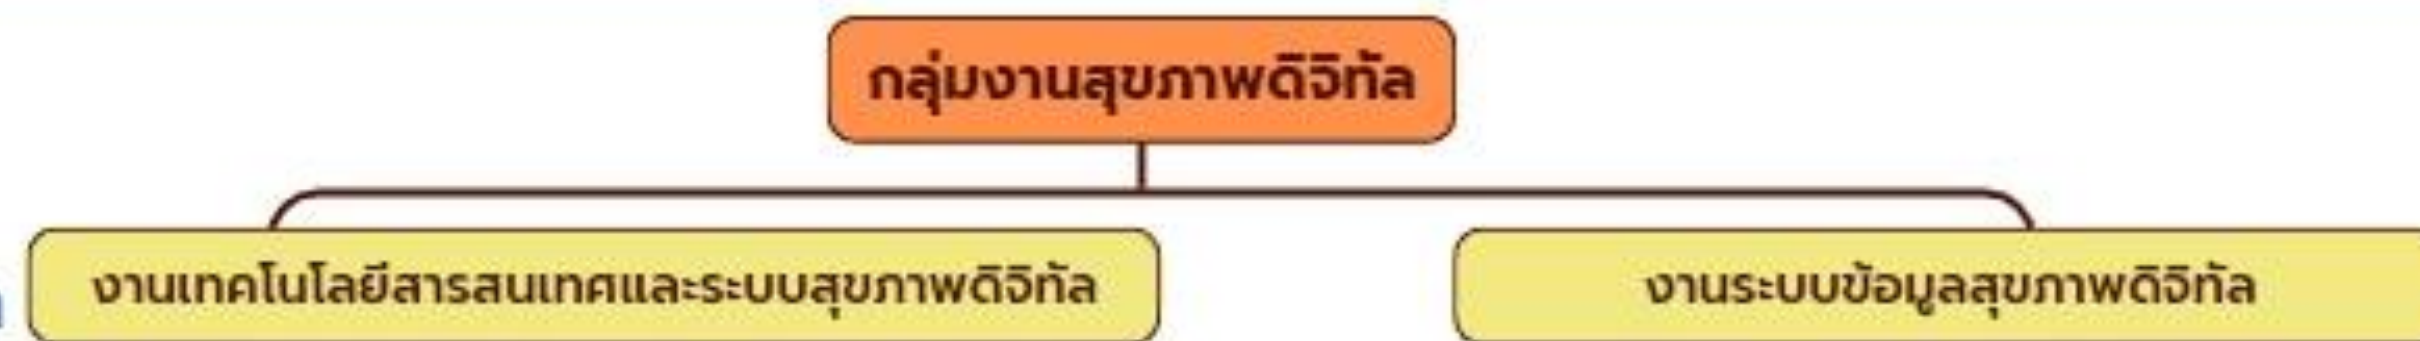 กลุ่มงานสุขภาพดิจิทัล
งานเทคโนโลยีสารสนเทศและระบบสุขภาพดิจิทัล
งานระบบข้อมูลสุขภาพดิจิทัล